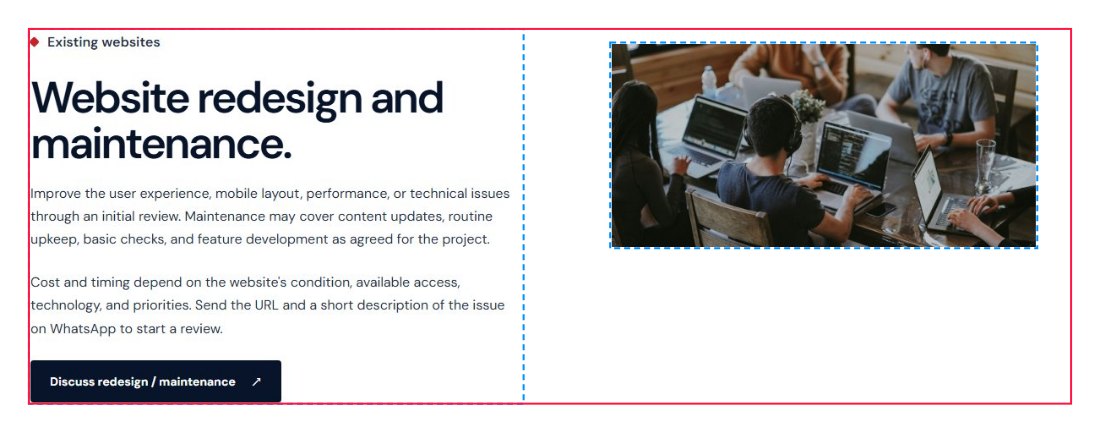 Existing websites
Website redesign and
maintenance.
Improve the user experience, mobile layout, performance, or technical issues
through an initial review. Maintenance may cover content updates, routine
upkeep, basic checks, and feature development as agreed for the project.
Cost and timing depend on the website's condition, available access,
technology, and priorities. Send the URL and a short description of the issue
on WhatsApp to start a review.
Discuss redesign / maintenance ↗